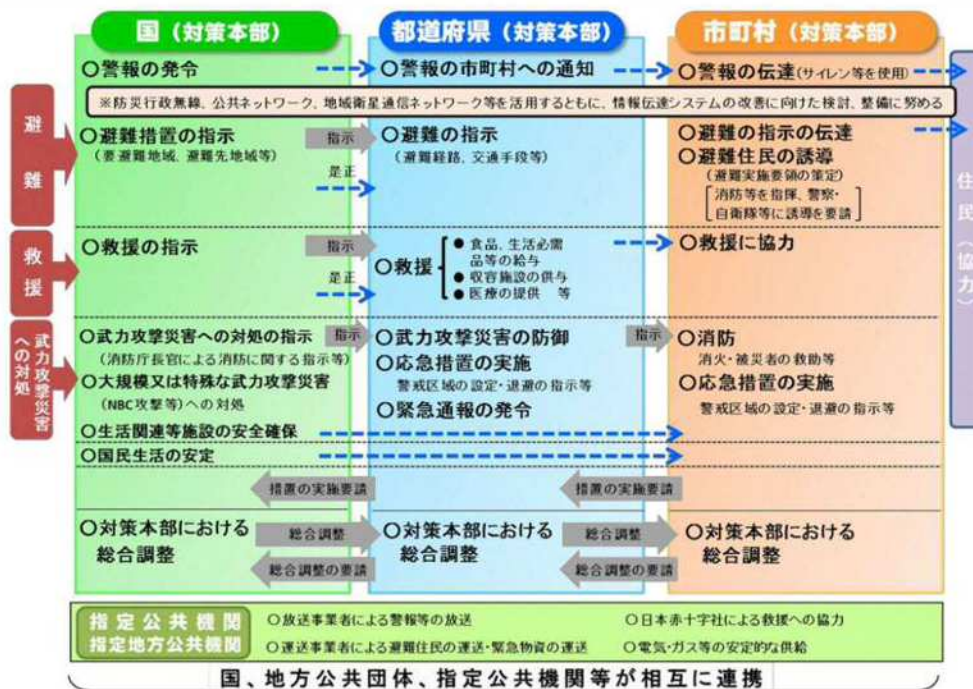 国（対策本部）
都道府県（対策本部）
市町村（対策本部）
〇警報の発令
〇警報の市町村への通知
〇警報の伝達(サイレン等を使用)
※防災行政無線、公共ネットワーク、地域衛星通信ネットワーク等を活用するともに、情報伝達システムの改善に向けた検討、整備に努める
避難
〇避難措置の指示
（要避難地域、避難先地域等）
指示
是正
〇避難の指示
（避難経路、交通手段等）
〇避難の指示の伝達
〇避難住民の誘導
（避難実施要領の策定）
消防等を指揮、警察・
自衛隊等に誘導を要請
住民（協力）
救援
〇救援の指示
指示
是正
〇救援
● 食品、生活必需
品等の給与
● 収容施設の供与
● 医療の提供 等
〇救援に協力
武力攻撃災害
への対処
〇武力攻撃災害への対処の指示
（消防庁長官による消防に関する指示等）
〇大規模又は特殊な武力攻撃災害
（NBC攻撃等）への対処
指示
〇武力攻撃災害の防御
〇応急措置の実施
警戒区域の設定・退避の指示等
〇緊急通報の発令
指示
〇消防
消火・被災者の救助等
〇応急措置の実施
警戒区域の設定・退避の指示等
〇生活関連等施設の安全確保
〇国民生活の安定
措置の実施要請
措置の実施要請
〇対策本部における
総合調整
総合調整
総合調整の要請
〇対策本部における
総合調整
総合調整
総合調整の要請
〇対策本部における
総合調整
指定公共機関
指定地方公共機関
〇放送事業者による警報等の放送
〇日本赤十字社による救援への協力
〇運送事業者による避難住民の運送・緊急物資の運送
〇電気・ガス等の安定的な供給
国、地方公共団体、指定公共機関等が相互に連携